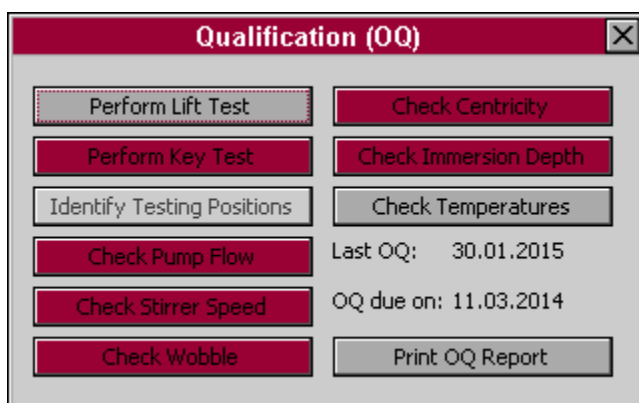 Qualification (OQ)
Perform Lift Test
Perform Key Test
Identify Testing Positions
Check Pump Flow
Check Stirrer Speed
Check Wobble
Check Centricity
Check Immersion Depth
Check Temperatures
Last OQ: 30.01.2015
OQ due on: 11.03.2014
Print OQ Report